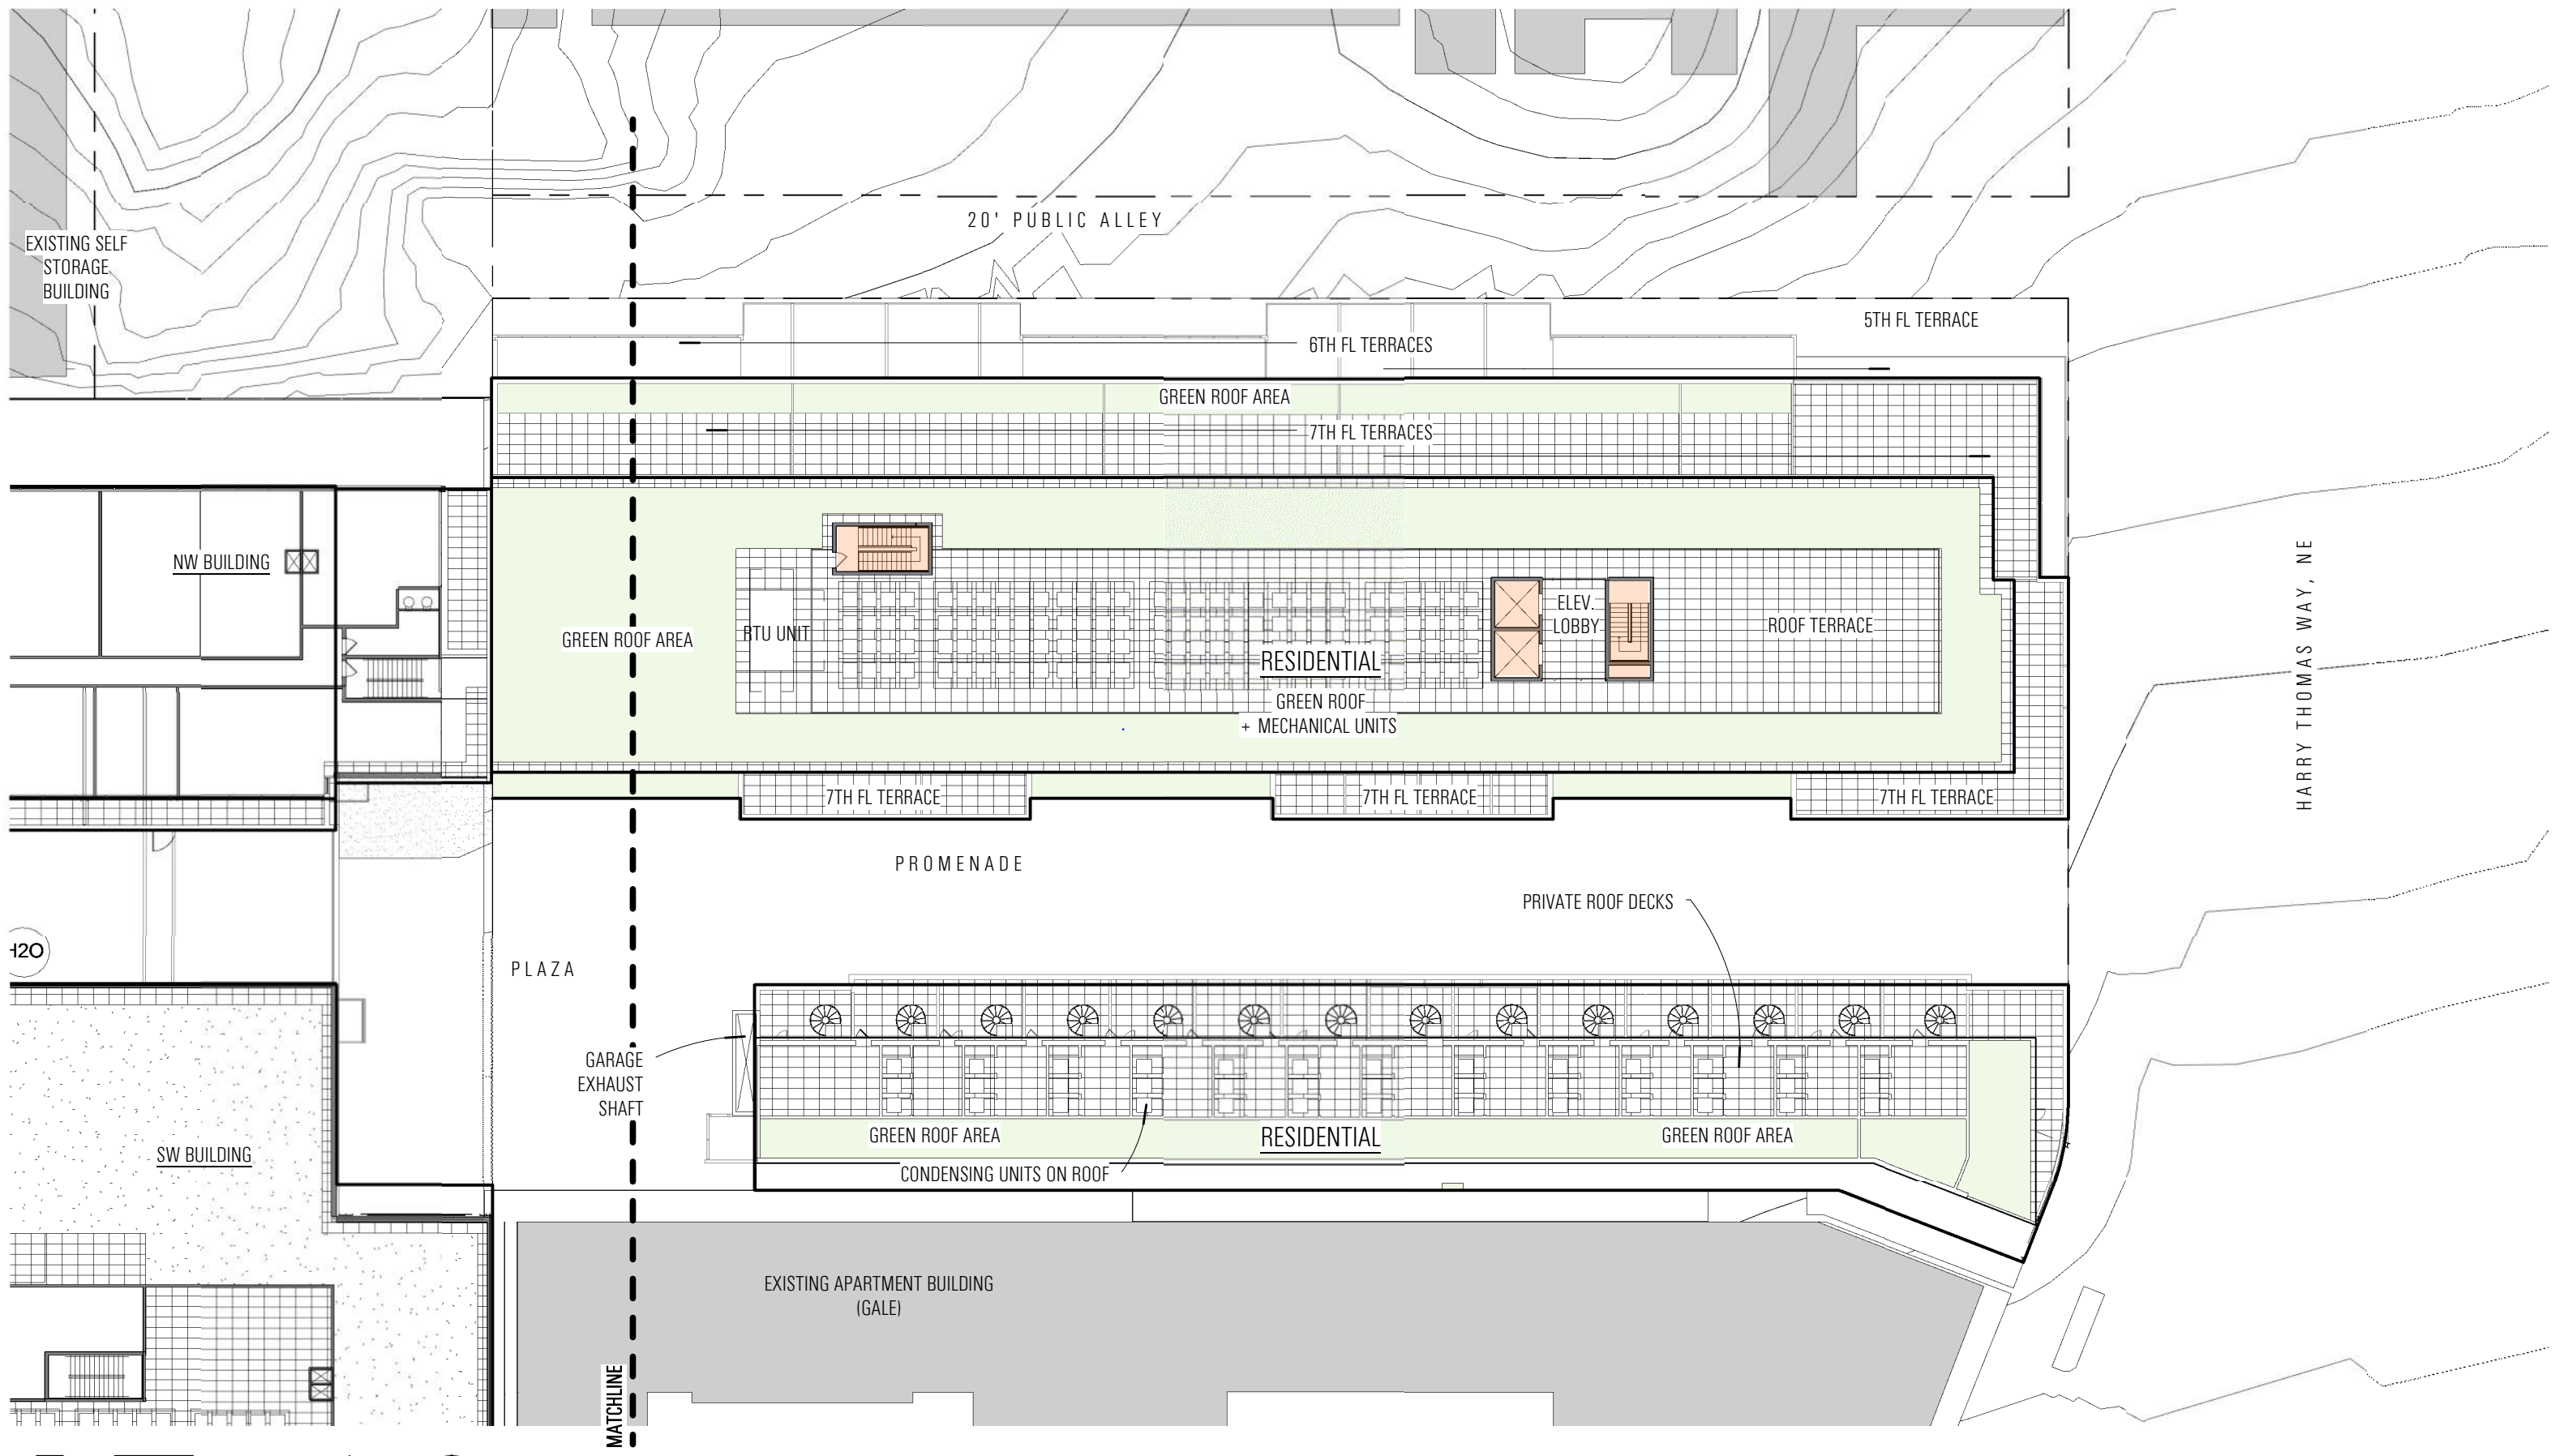 20' PUBLIC ALLEY
EXISTING SELF
STORAGE
BUILDING
5TH FL TERRACE
6TH FL TERRACES
GREEN ROOF AREA
7TH FL TERRACES
NW BUILDING
GREEN ROOF AREA
RTU UNIT
ELEV.
LOBBY
ROOF TERRACE
RESIDENTIAL
GREEN ROOF
+ MECHANICAL UNITS
HARRY THOMAS WAY, NE
7TH FL TERRACE
7TH FL TERRACE
7TH FL TERRACE
PROMENADE
PRIVATE ROOF DECKS
H2O
PLAZA
GARAGE
EXHAUST
SHAFT
GREEN ROOF AREA
RESIDENTIAL
GREEN ROOF AREA
SW BUILDING
CONDENSING UNITS ON ROOF
EXISTING APARTMENT BUILDING
(GALE)
MATCHLINE